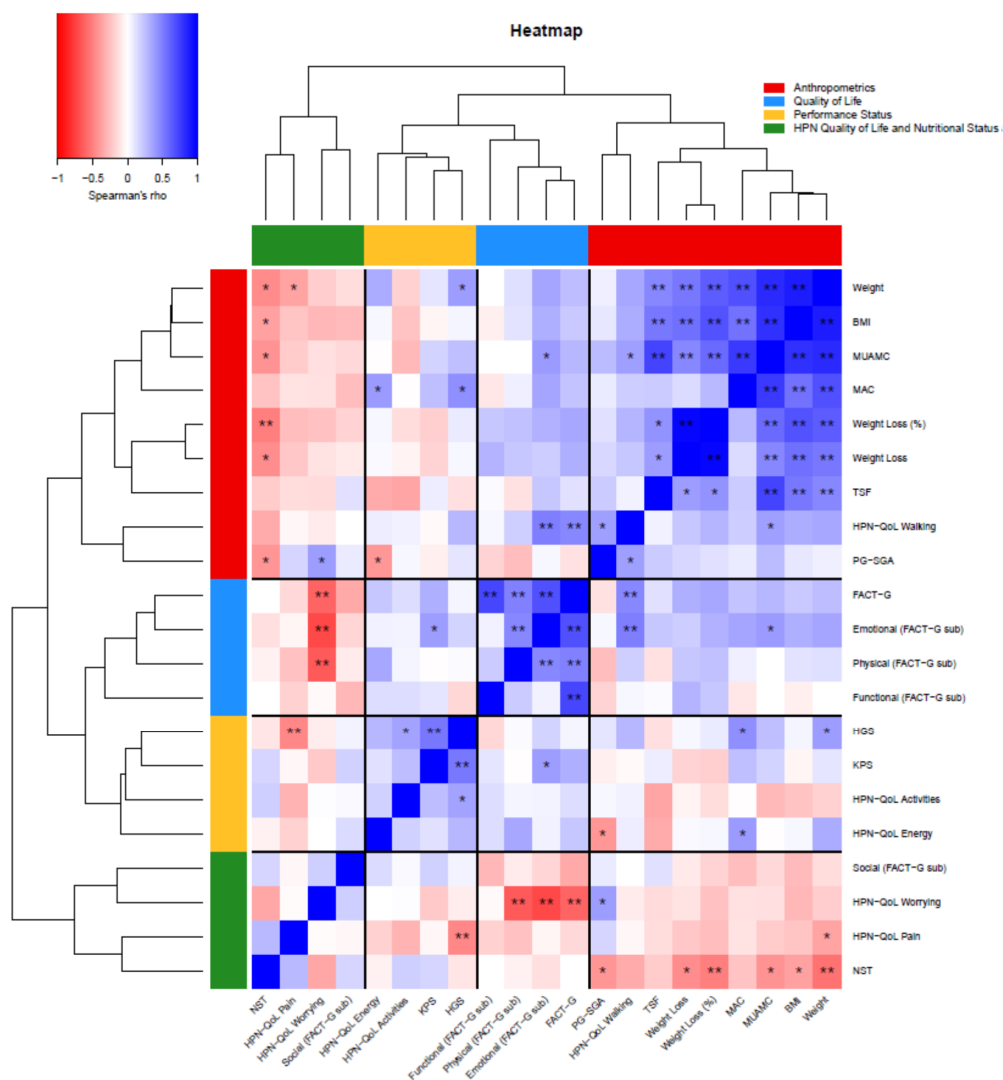 Heatmap
Anthropometrics
Quality of Life
Performance Status
HPN Quality of Life and Nutritional Status
−1 −0.5 0 0.5 1
Spearman's rho
* * * ** ** ** ** ** ** Weight
* ** ** ** ** ** ** BMI
* * * ** ** ** ** ** ** MUAMC
* * ** ** ** MAC
** * ** ** ** ** Weight Loss (%)
* * ** ** ** ** Weight Loss
* * ** ** ** TSF
** ** * * HPN−QoL Walking
* * * * PG−SGA
** ** ** ** ** FACT−G
** * ** ** ** * Emotional (FACT−G sub)
** ** ** Physical (FACT−G sub)
** Functional (FACT−G sub)
** * ** * * HGS
** * KPS
* HPN−QoL Activities
* * HPN−QoL Energy
Social (FACT−G sub)
** ** ** * HPN−QoL Worrying
** * HPN−QoL Pain
* * ** * * ** NST
NST
HPN−QoL Pain
HPN−QoL Worrying
Social (FACT−G sub)
HPN−QoL Energy
HPN−QoL Activities
KPS
HGS
Functional (FACT−G sub)
Physical (FACT−G sub)
Emotional (FACT−G sub)
FACT−G
PG−SGA
HPN−QoL Walking
TSF
Weight Loss
Weight Loss (%)
MAC
MUAMC
BMI
Weight